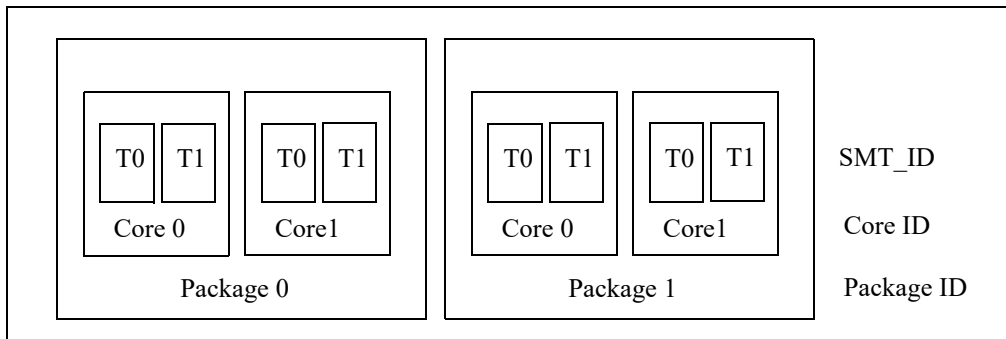 T0 T1 T0 T1 T0 T1 T0 T1 SMT_ID
Core 0 Core1 Core 0 Core1 Core ID
Package 0 Package 1 Package ID